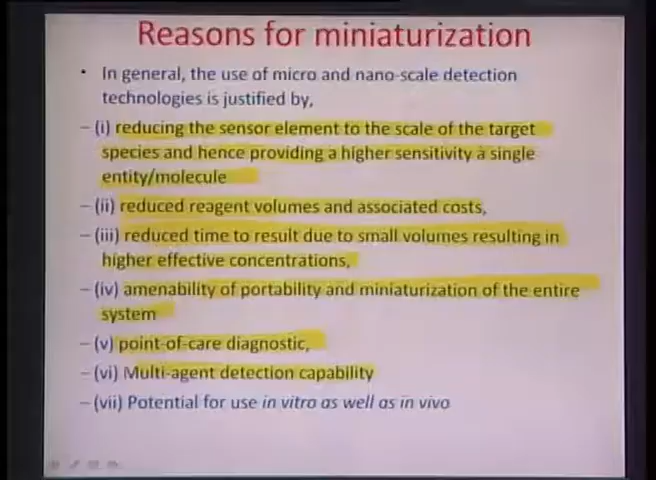 Reasons for miniaturization
• In general, the use of micro and nano-scale detection
technologies is justified by,
– (i) reducing the sensor element to the scale of the target
species and hence providing a higher sensitivity a single
entity/molecule
– (ii) reduced reagent volumes and associated costs,
– (iii) reduced time to result due to small volumes resulting in
higher effective concentrations,
– (iv) amenability of portability and miniaturization of the entire
system
– (v) point-of-care diagnostic,
– (vi) Multi-agent detection capability
– (vii) Potential for use in vitro as well as in vivo